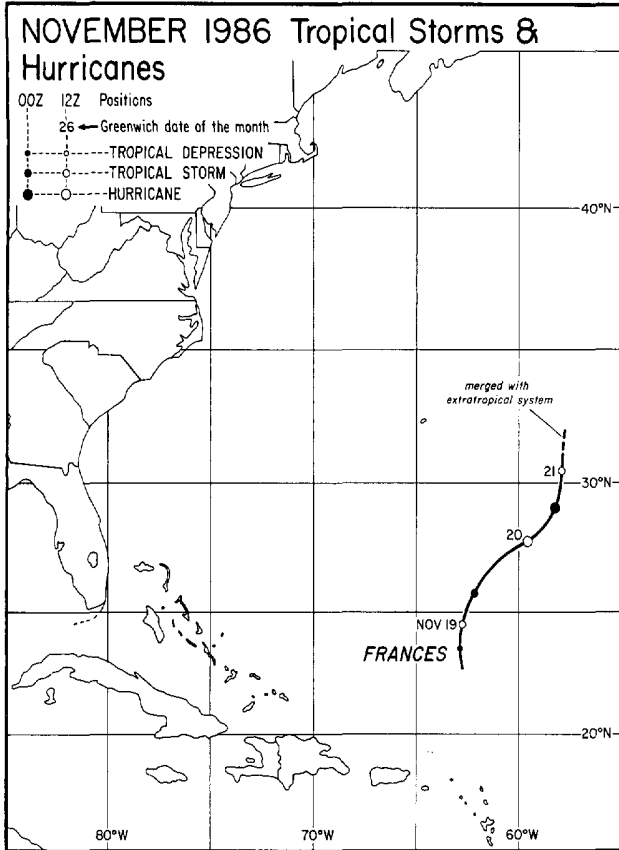 NOVEMBER 1986 Tropical Storms &
Hurricanes
00Z 12Z Positions
26 ← Greenwich date of the month
TROPICAL DEPRESSION
TROPICAL STORM
HURRICANE
40°N
merged with
extratropical system
21
30°N
20
NOV 19
FRANCES
20°N
80°W 70°W 60°W